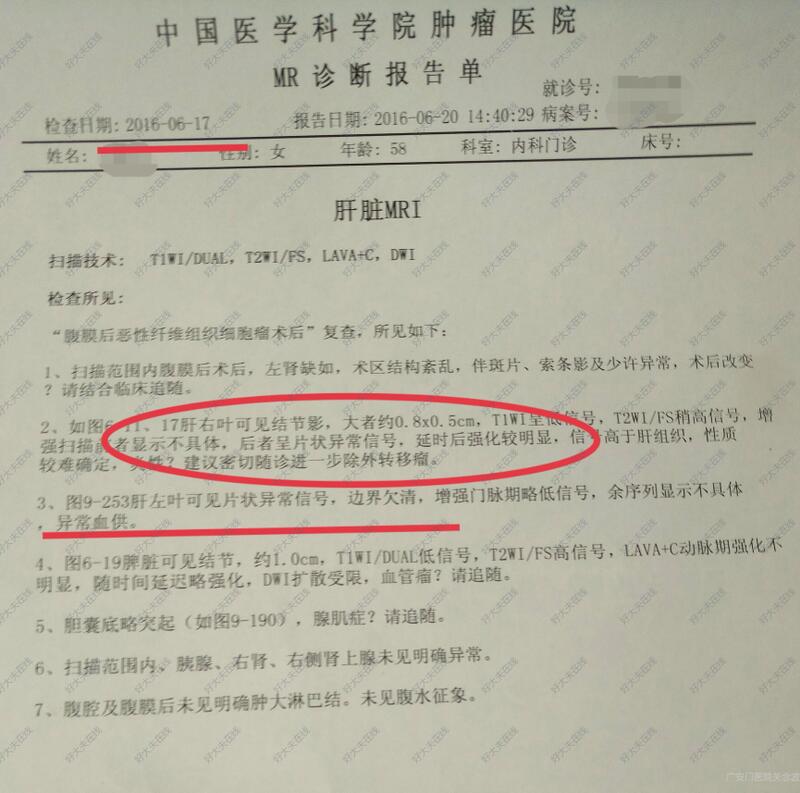 中国医学科学院肿瘤医院
MR诊断报告单
就诊号:
检查日期:2016-06-17 报告日期:2016-06-20 14:40:29 病案号:
姓名: 性别:女 年龄:58 科室:内科门诊 床号:
肝脏MRI
扫描技术: T1WI/DUAL, T2WI/FS, LAVA+C, DWI
检查所见:
“腹膜后恶性纤维组织细胞瘤术后”复查,所见如下:
1、扫描范围内腹膜后术后,左肾缺如,术区结构紊乱,伴斑片、索条影及少许异常,术后改变
?请结合临床追随。
2、如图6-11、17肝右叶可见结节影,大者约0.8x0.5cm,T1WI呈低信号,T2WI/FS稍高信号,增
强扫描前者显示不具体,后者呈片状异常信号,延时后强化较明显,信号高于肝组织,性质
较难确定,炎性?建议密切随诊进一步除外转移瘤。
3、图9-253肝左叶可见片状异常信号,边界欠清,增强门脉期略低信号,余序列显示不具体
,异常血供。
4、图6-19脾脏可见结节,约1.0cm,T1WI/DUAL低信号,T2WI/FS高信号,LAVA+C动脉期强化不
明显,随时间延迟略强化,DWI扩散受限,血管瘤?请追随。
5、胆囊底略突起(如图9-190),腺肌症?请追随。
6、扫描范围内、胰腺、右肾、右侧肾上腺未见明确异常。
7、腹腔及腹膜后未见明确肿大淋巴结。未见腹水征象。
好大夫在线